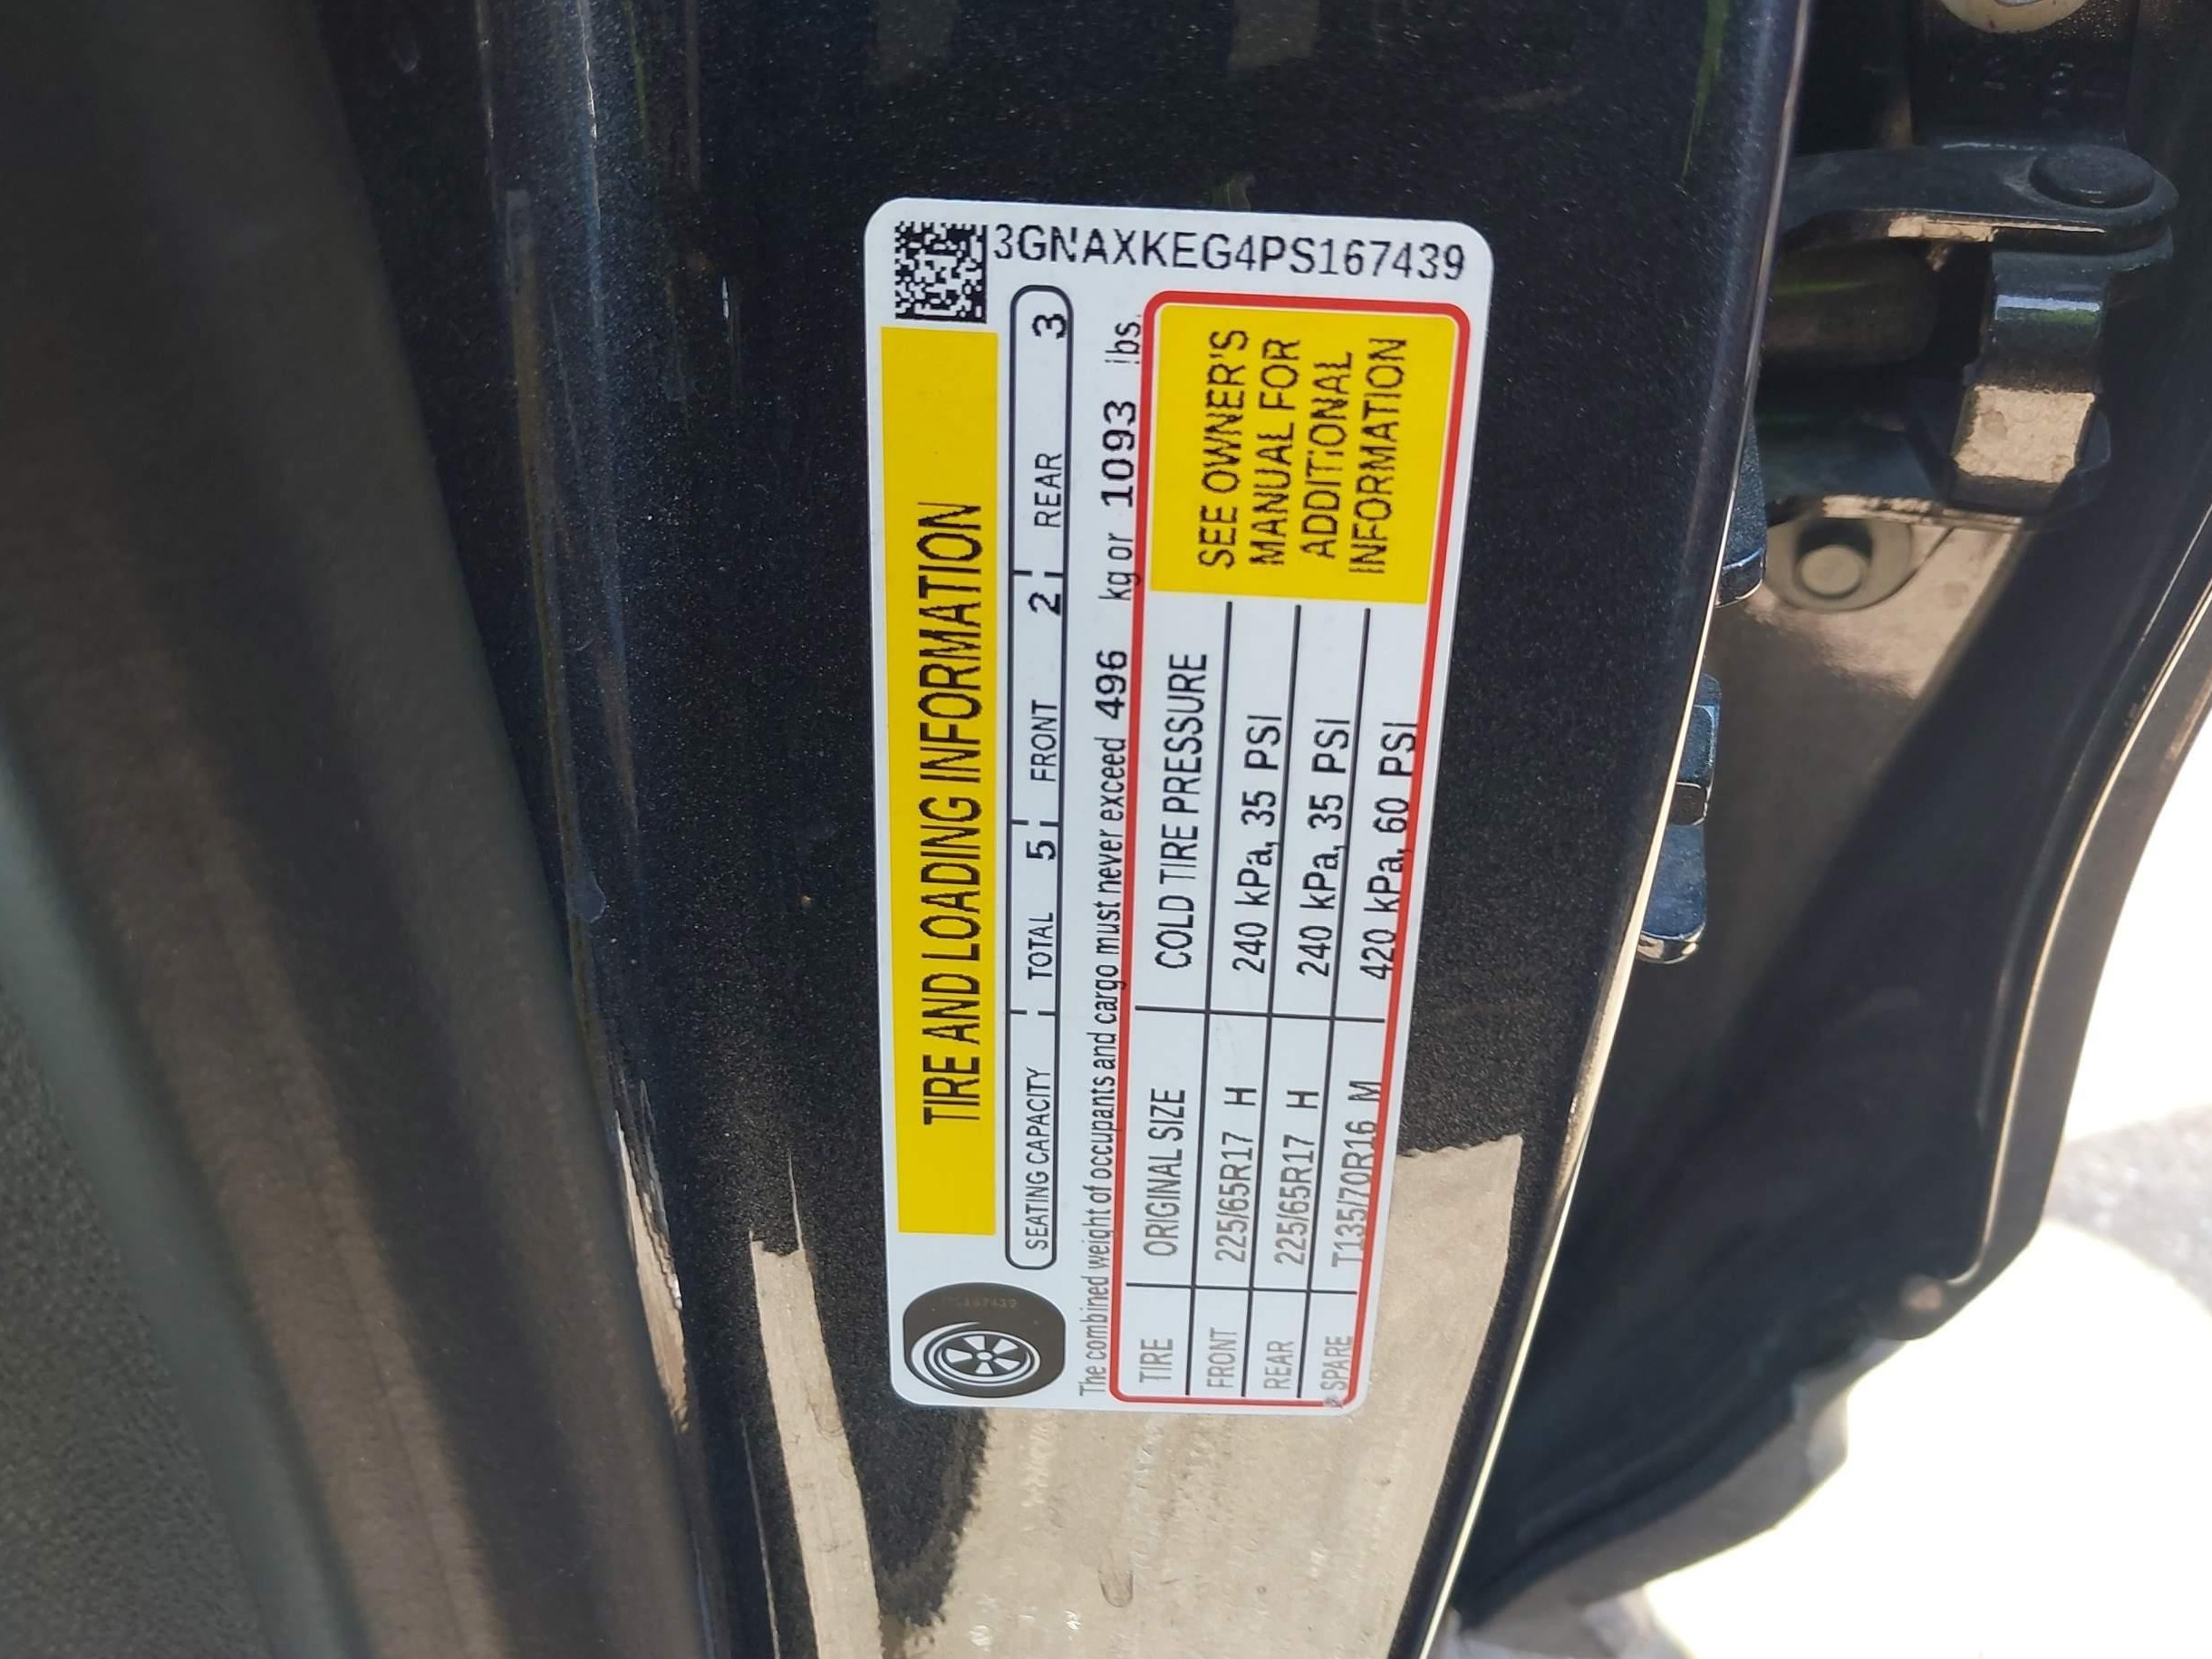 3GNAXKEG4PS167439
TIRE AND LOADING INFORMATION
SEATING CAPACITY TOTAL 5 FRONT 2 REAR 3
The combined weight of occupants and cargo must never exceed 496 kg or 1093 lbs.
TIRE ORIGINAL SIZE COLD TIRE PRESSURE
FRONT 225/65R17 H 240 kPa, 35 PSI
REAR 225/65R17 H 240 kPa, 35 PSI
SPARE T135/70R16 M 420 kPa, 60 PSI
SEE OWNER'S
MANUAL FOR
ADDITIONAL
INFORMATION